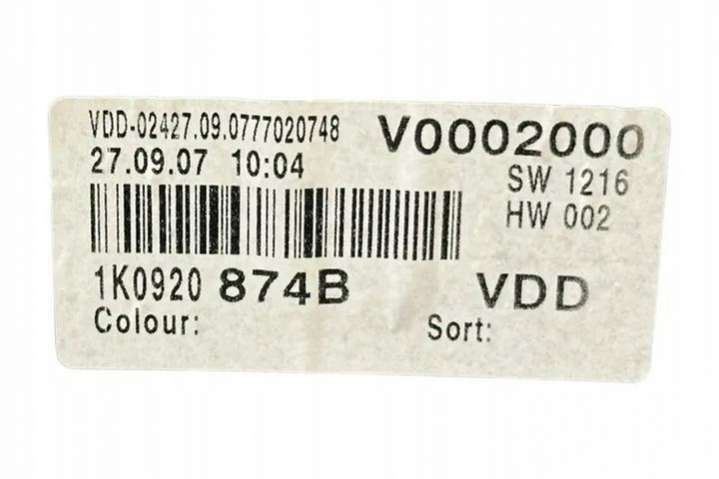 VDD-02427.09.0777020748 V0002000
27.09.07 10:04 SW 1216
HW 002
1K0920 874B VDD
Colour: Sort: